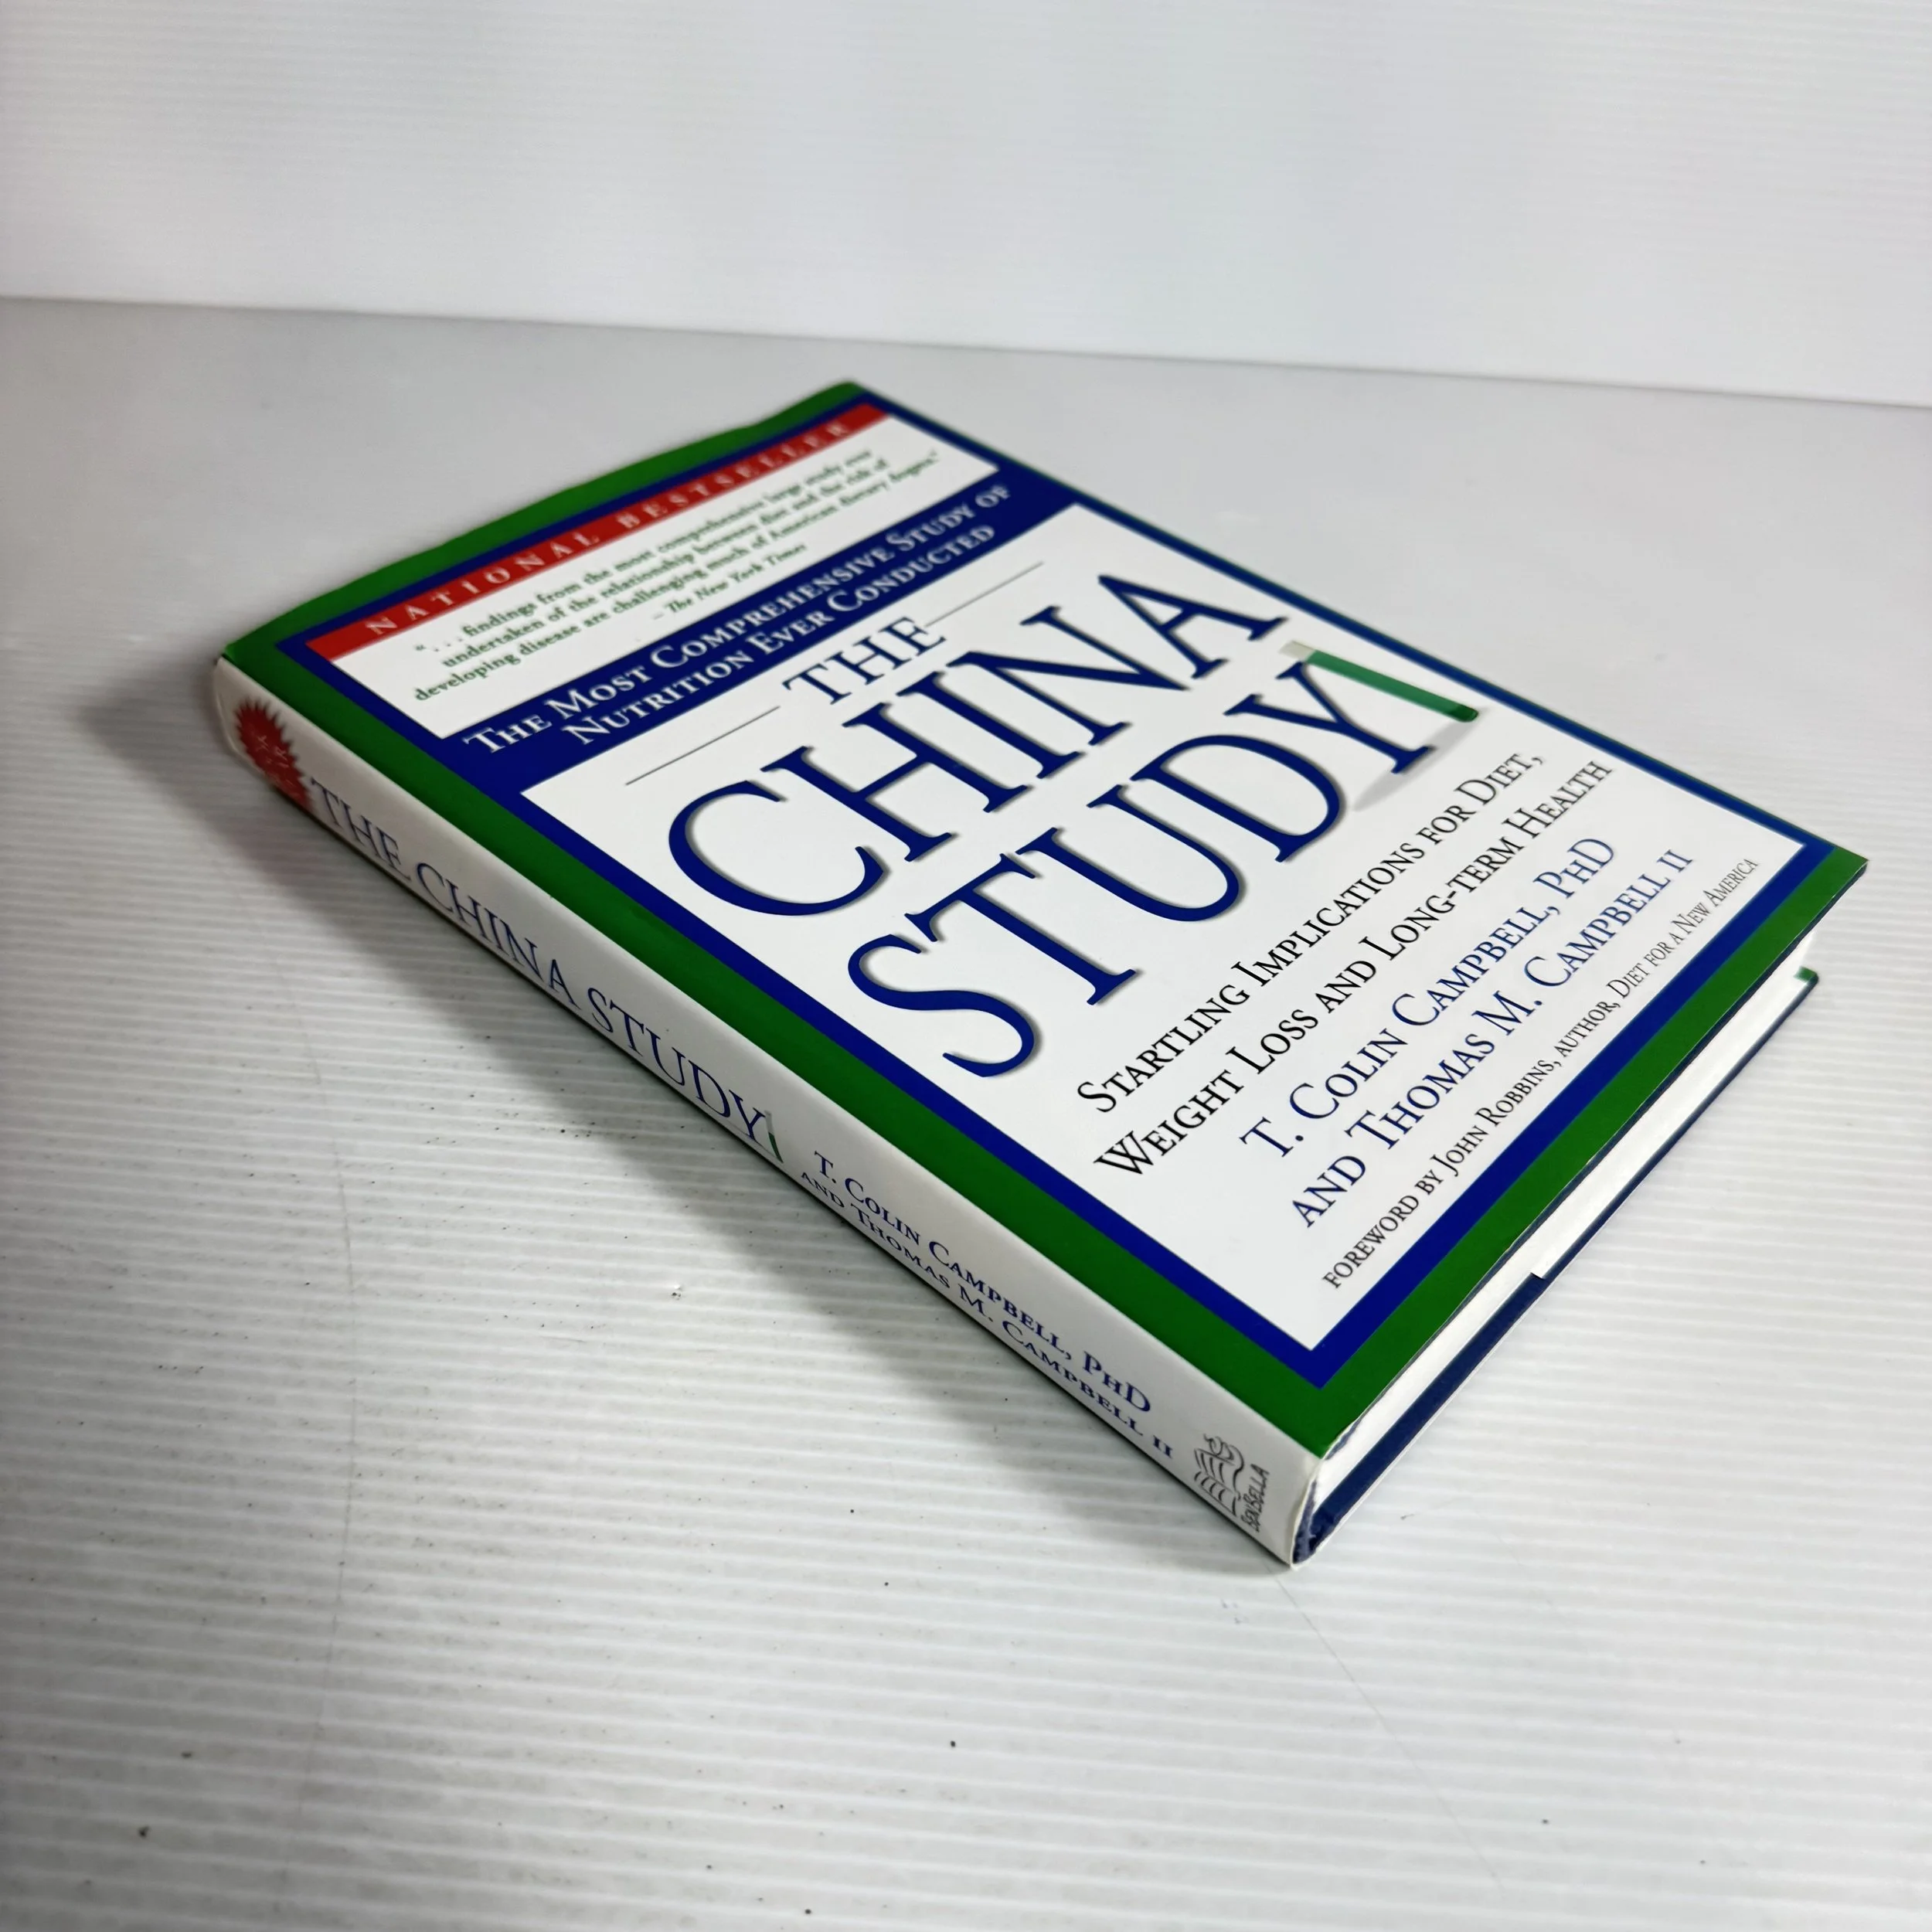 NATIONAL BESTSELLER
". . . findings from the most comprehensive large study ever
undertaken of the relationship between diet and the risk of
developing disease are challenging much of American dietary dogma."
– The New York Times
THE MOST COMPREHENSIVE STUDY OF
NUTRITION EVER CONDUCTED
THE
CHINA
STUDY
STARTLING IMPLICATIONS FOR DIET,
WEIGHT LOSS AND LONG-TERM HEALTH
T. COLIN CAMPBELL, PHD
AND THOMAS M. CAMPBELL II
FOREWORD BY JOHN ROBBINS, AUTHOR, DIET FOR A NEW AMERICA
THE CHINA STUDY
T. COLIN CAMPBELL, PHD
AND THOMAS M. CAMPBELL II
BENBELLA